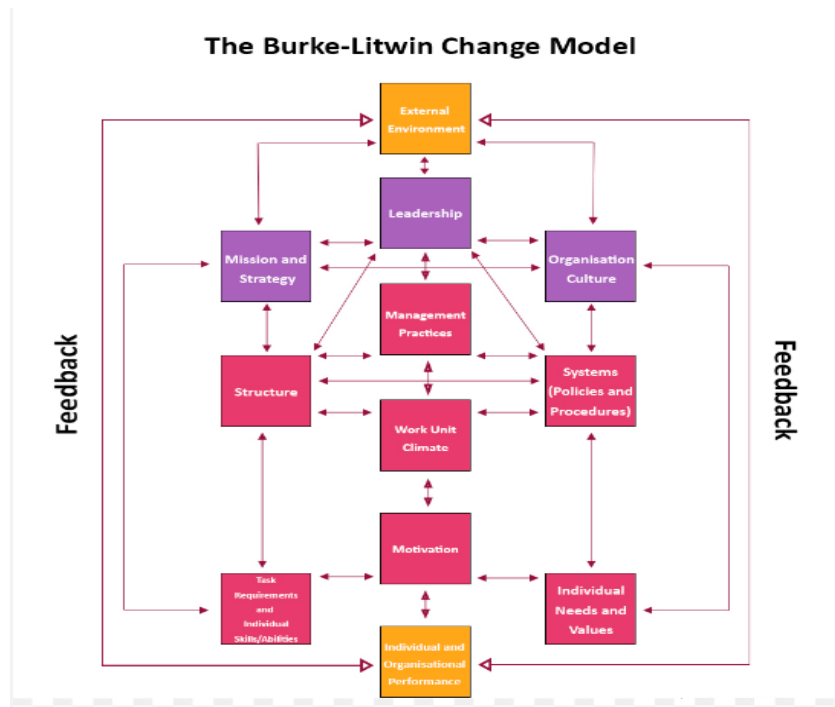 The Burke-Litwin Change Model
External
Environment
Leadership
Mission and
Strategy
Organisation
Culture
Management
Practices
Feedback
Feedback
Structure
Systems
(Policies and
Procedures)
Work Unit
Climate
Motivation
Task
Requirements
and
Individual
Skills/Abilities
Individual
Needs and
Values
Individual and
Organisational
Performance